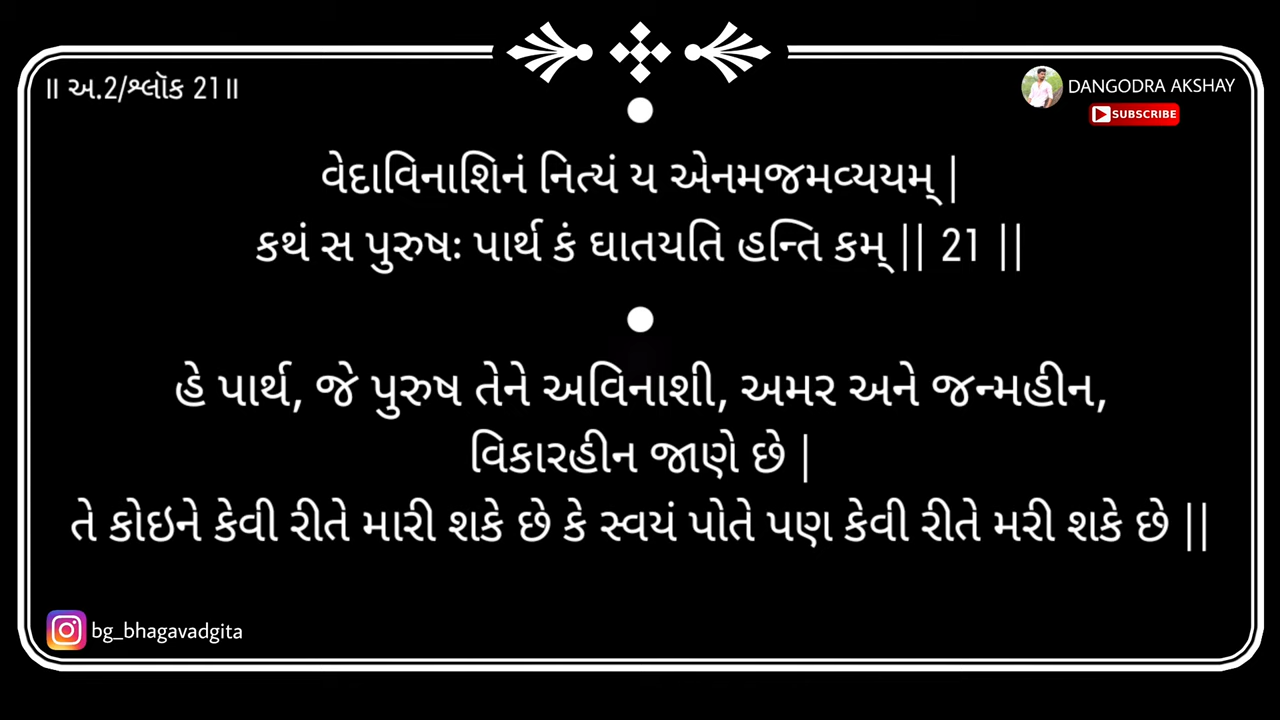 ॥ અ.2/શ્લૉક 21॥
DANGODRA AKSHAY
SUBSCRIBE
વેદાવિનાશિનં નિત્યં ય એનમજમવ્યયમ્ |
કથં સ પુરુષઃ પાર્થ કં ઘાતયતિ હન્તિ કમ્ || 21 ||
હે પાર્થ, જે પુરુષ તેને અવિનાશી, અમર અને જન્મહીન,
વિકારહીન જાણે છે |
તે કોઇને કેવી રીતે મારી શકે છે કે સ્વયં પોતે પણ કેવી રીતે મરી શકે છે ||
bg_bhagavadgita